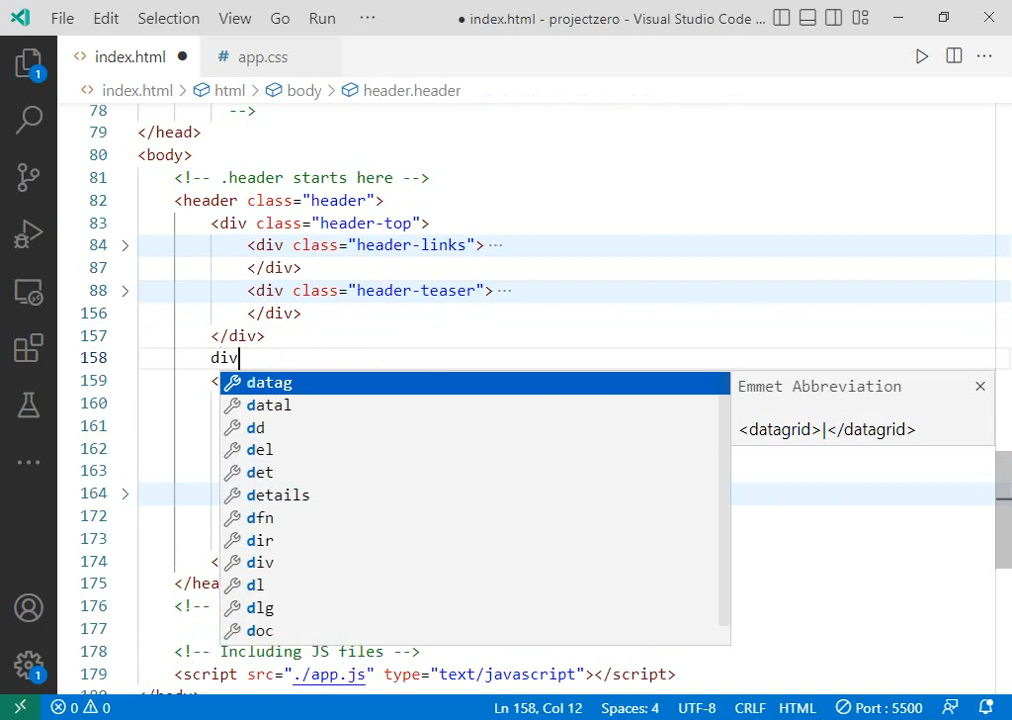 File Edit Selection View Go Run ··· ● index.html - projectzero - Visual Studio Code ...
<> index.html ● # app.css
<> index.html > html > body > header.header
78 -->
79 </head>
80 <body>
81 <!-- .header starts here -->
82 <header class="header">
83 <div class="header-top">
84 <div class="header-links"> ···
87 </div>
88 <div class="header-teaser"> ···
156 </div>
157 </div>
158 div
159 <
datag
160
datal
161
dd
162
del
163
det
164
details
172
dfn
173
dir
174 <
div
175 </hea
dl
176 <!--
dlg
177
doc
Emmet Abbreviation
<datagrid>|</datagrid>
178 <!-- Including JS files -->
179 <script src="./app.js" type="text/javascript"></script>
1
1
0 0 Ln 158, Col 12 Spaces: 4 UTF-8 CRLF HTML Port : 5500